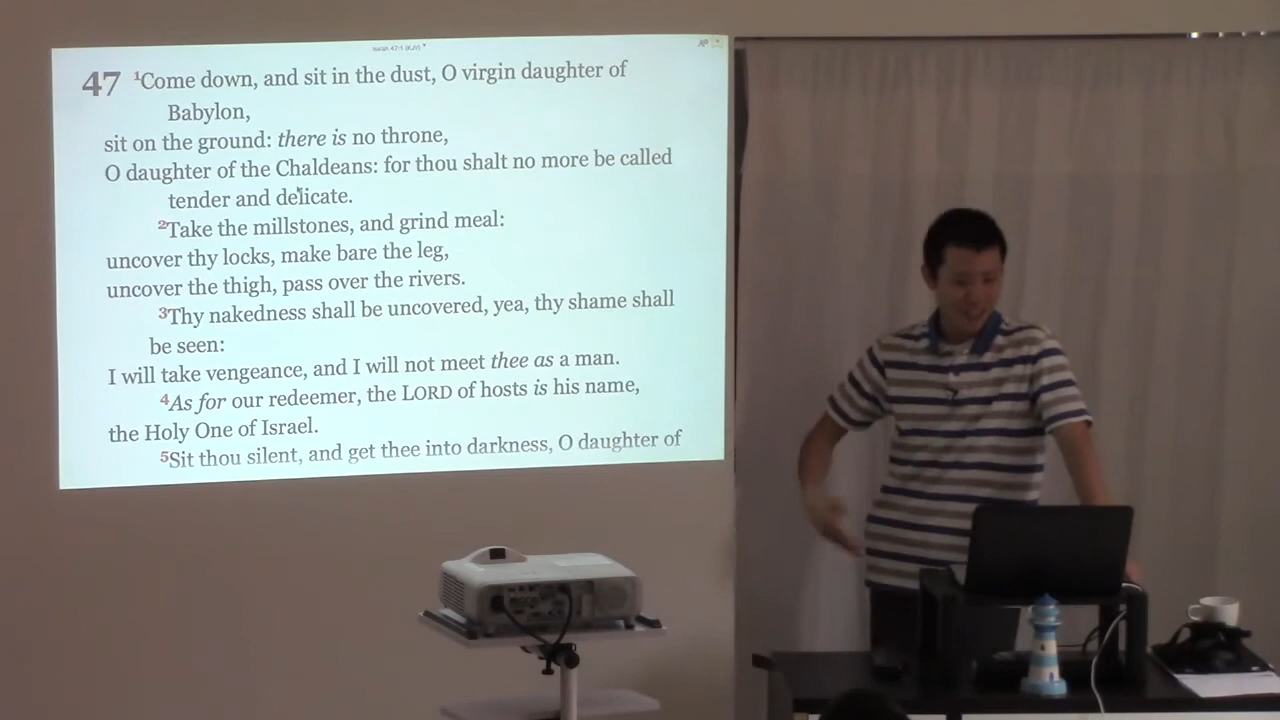 Isaiah 47:1 (KJV)
47 1Come down, and sit in the dust, O virgin daughter of
Babylon,
sit on the ground: there is no throne,
O daughter of the Chaldeans: for thou shalt no more be called
tender and delicate.
2Take the millstones, and grind meal:
uncover thy locks, make bare the leg,
uncover the thigh, pass over the rivers.
3Thy nakedness shall be uncovered, yea, thy shame shall
be seen:
I will take vengeance, and I will not meet thee as a man.
4As for our redeemer, the LORD of hosts is his name,
the Holy One of Israel.
5Sit thou silent, and get thee into darkness, O daughter of